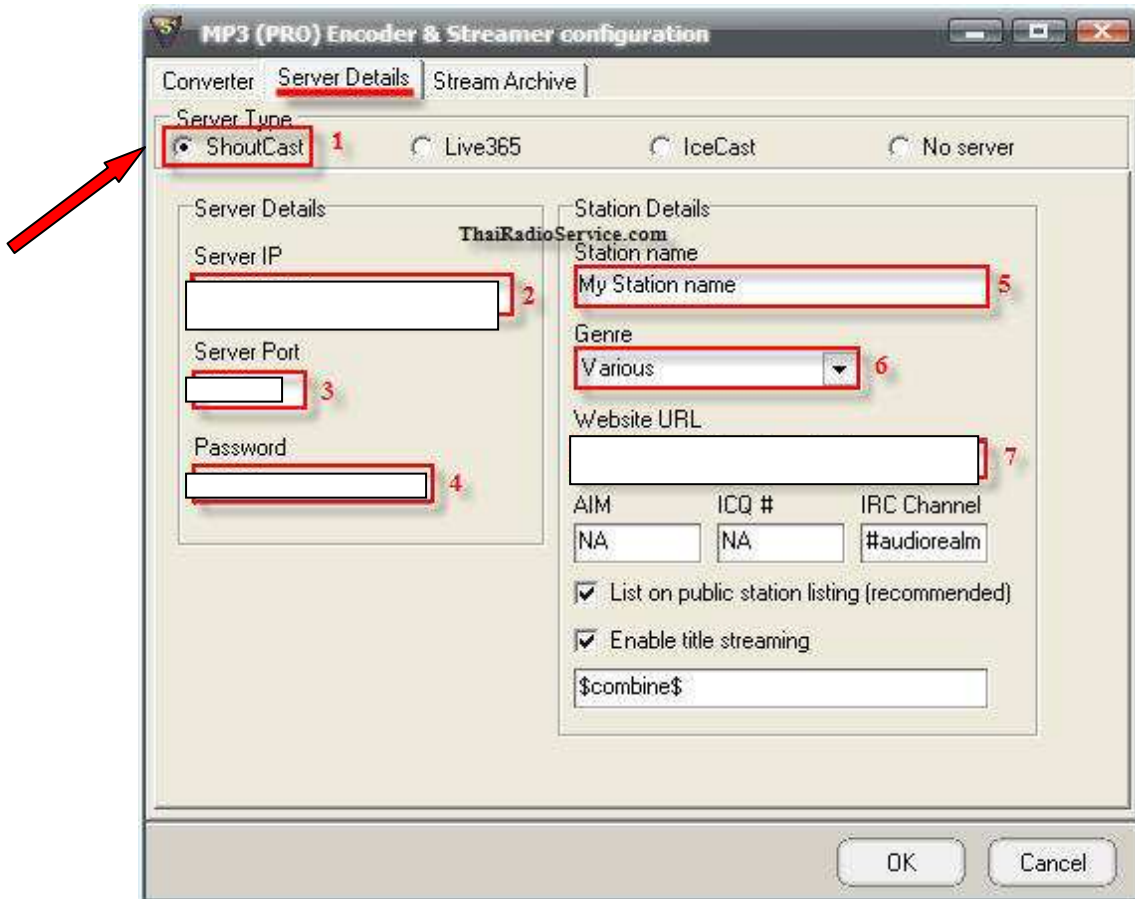 MP3 (PRO) Encoder & Streamer configuration
Converter Server Details Stream Archive
Server Type
ShoutCast 1 Live365 IceCast No server
Server Details
Server IP
2
Server Port
3
Password
4
Station Details
ThaiRadioService.com
Station name
My Station name 5
Genre
Various 6
Website URL
7
AIM ICQ # IRC Channel
NA NA #audiorealm
List on public station listing (recommended)
Enable title streaming
$combine$
OK Cancel